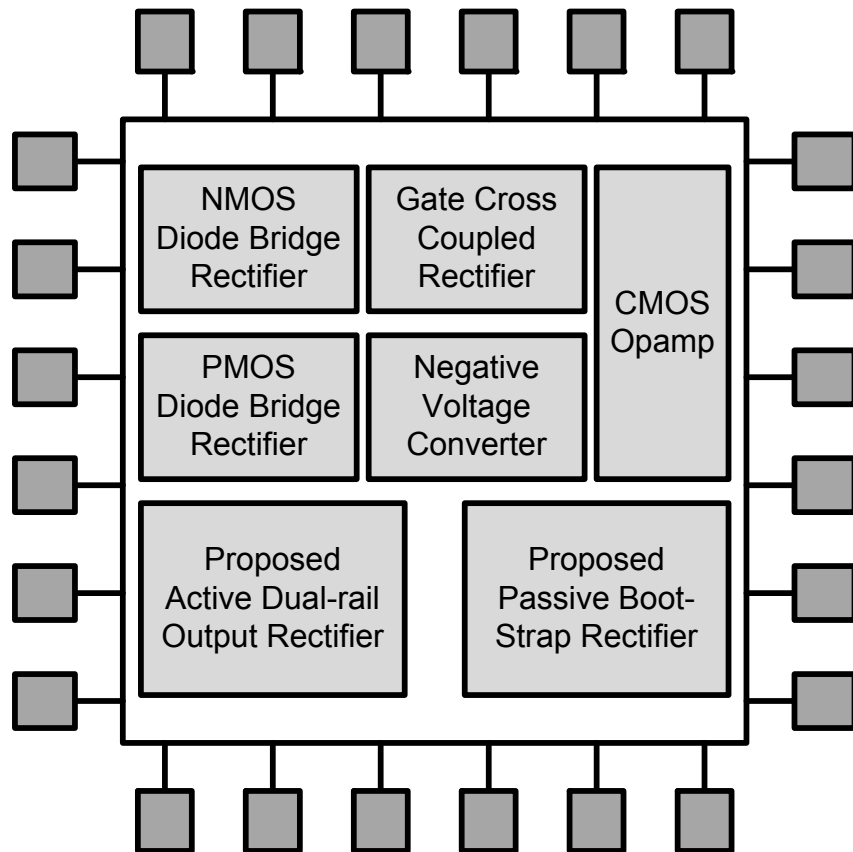 NMOS
Diode Bridge
Rectifier
Gate Cross
Coupled
Rectifier
CMOS
Opamp
PMOS
Diode Bridge
Rectifier
Negative
Voltage
Converter
Proposed
Active Dual-rail
Output Rectifier
Proposed
Passive Boot-
Strap Rectifier